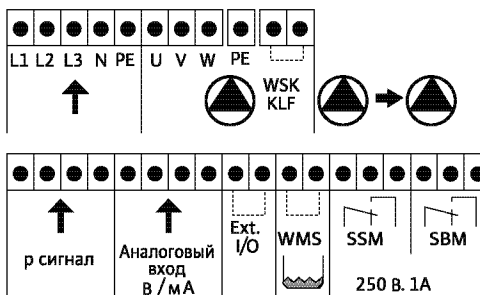 L1 L2 L3 N PE U V W PE
WSK
KLF
p сигнал
Аналоговый
вход
В / мА
Ext.
I/O
WMS
SSM
SBM
250 В. 1А